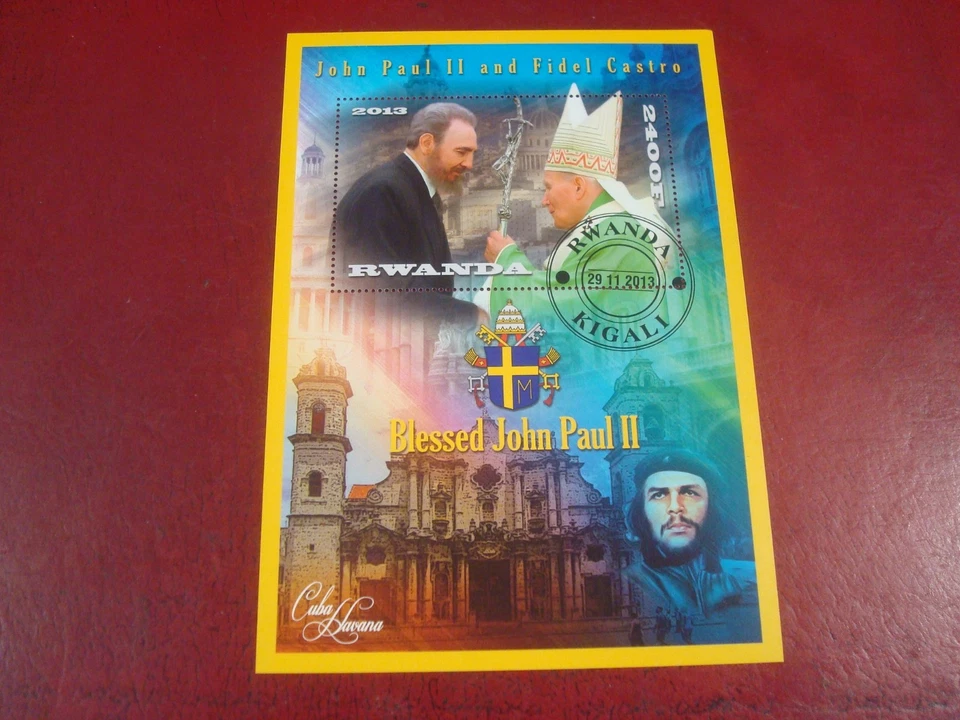 John Paul II and Fidel Castro
2013
2400F
RWANDA
RWANDA
29.11.2013.
KIGALI
M
Blessed John Paul II
Cuba
Havana